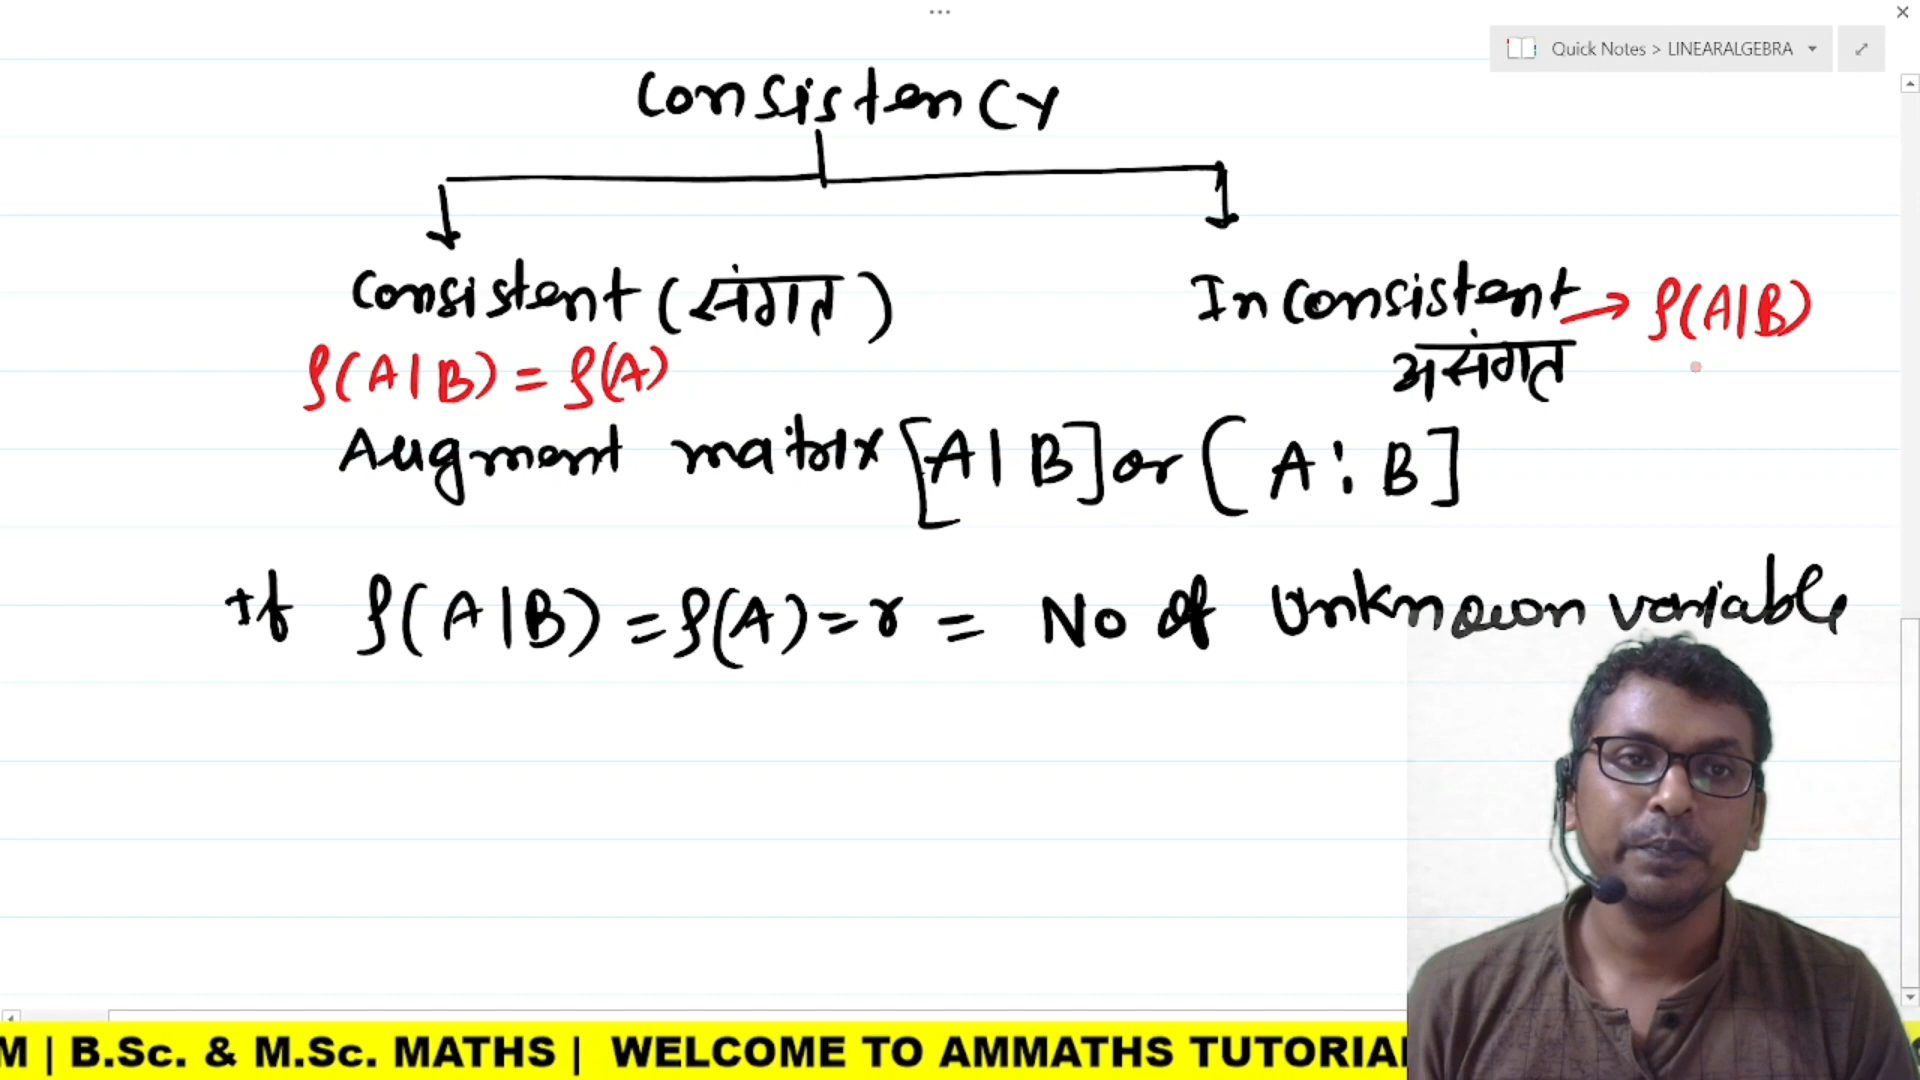 Quick Notes > LINEARALGEBRA
Consistency
Consistent (संगत)
Inconsistent → ρ(A|B)
असंगत
ρ(A|B) = ρ(A)
Augment matrix [A | B] or [A : B]
If ρ(A|B) = ρ(A) = r = No of Unknown variable
M | B.Sc. & M.Sc. MATHS | WELCOME TO AMMATHS TUTORIA